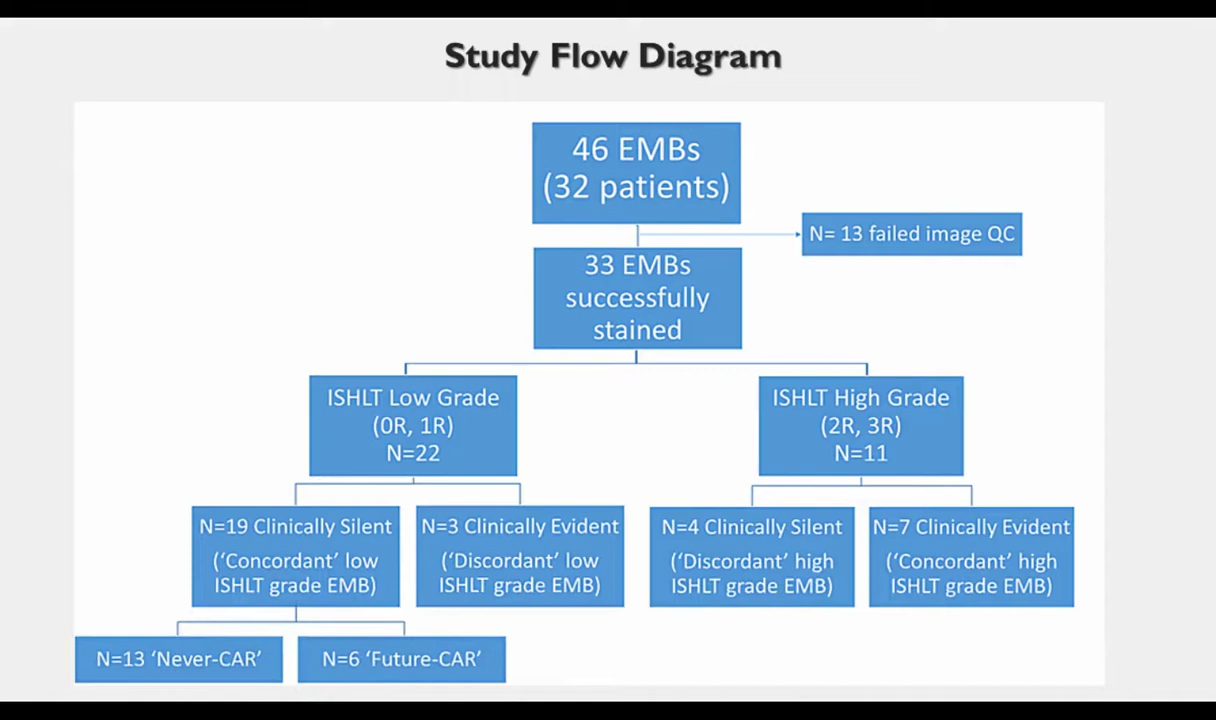 Study Flow Diagram
46 EMBs
(32 patients)
N= 13 failed image QC
33 EMBs
successfully
stained
ISHLT Low Grade
(0R, 1R)
N=22
ISHLT High Grade
(2R, 3R)
N=11
N=19 Clinically Silent
(‘Concordant’ low
ISHLT grade EMB)
N=3 Clinically Evident
(‘Discordant’ low
ISHLT grade EMB)
N=4 Clinically Silent
(‘Discordant’ high
ISHLT grade EMB)
N=7 Clinically Evident
(‘Concordant’ high
ISHLT grade EMB)
N=13 ‘Never-CAR’
N=6 ‘Future-CAR’